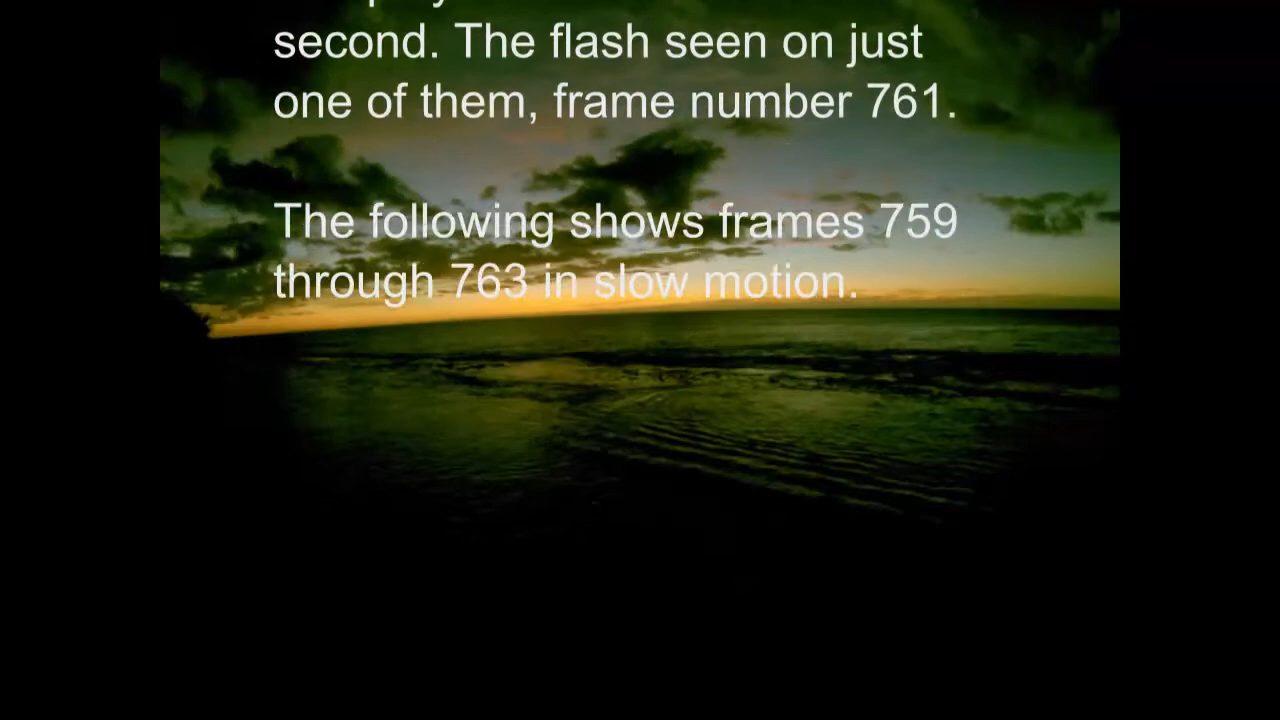 second. The flash seen on just
one of them, frame number 761.
The following shows frames 759
through 763 in slow motion.